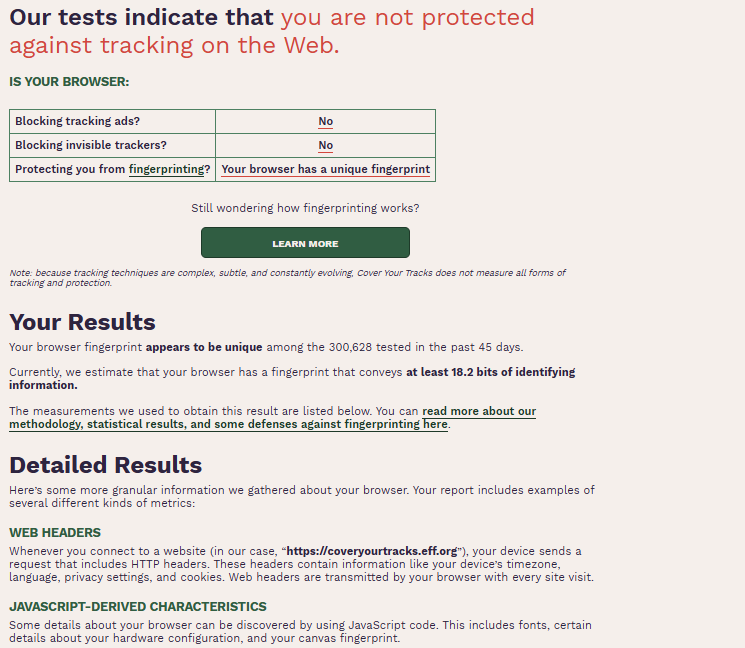 Our tests indicate that you are not protected
against tracking on the Web.
IS YOUR BROWSER:
Blocking tracking ads? No
Blocking invisible trackers? No
Protecting you from fingerprinting? Your browser has a unique fingerprint
Still wondering how fingerprinting works?
LEARN MORE
Note: because tracking techniques are complex, subtle, and constantly evolving, Cover Your Tracks does not measure all forms of
tracking and protection.
Your Results
Your browser fingerprint appears to be unique among the 300,628 tested in the past 45 days.
Currently, we estimate that your browser has a fingerprint that conveys at least 18.2 bits of identifying
information.
The measurements we used to obtain this result are listed below. You can read more about our
methodology, statistical results, and some defenses against fingerprinting here.
Detailed Results
Here's some more granular information we gathered about your browser. Your report includes examples of
several different kinds of metrics:
WEB HEADERS
Whenever you connect to a website (in our case, “https://coveryourtracks.eff.org”), your device sends a
request that includes HTTP headers. These headers contain information like your device's timezone,
language, privacy settings, and cookies. Web headers are transmitted by your browser with every site visit.
JAVASCRIPT-DERIVED CHARACTERISTICS
Some details about your browser can be discovered by using JavaScript code. This includes fonts, certain
details about your hardware configuration, and your canvas fingerprint.